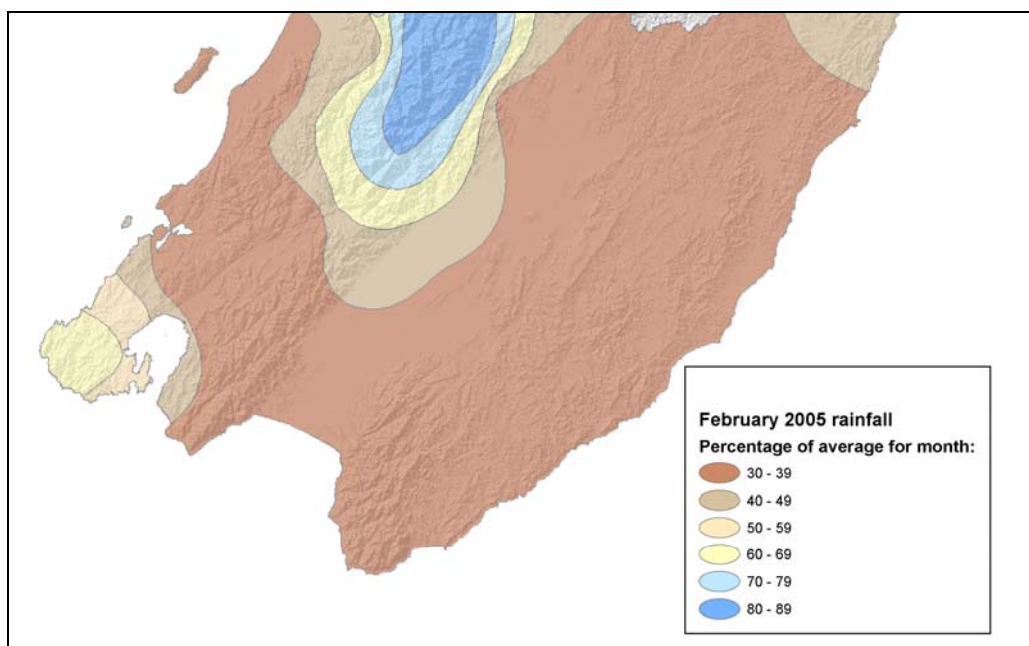 February 2005 rainfall
Percentage of average for month:
30 - 39
40 - 49
50 - 59
60 - 69
70 - 79
80 - 89